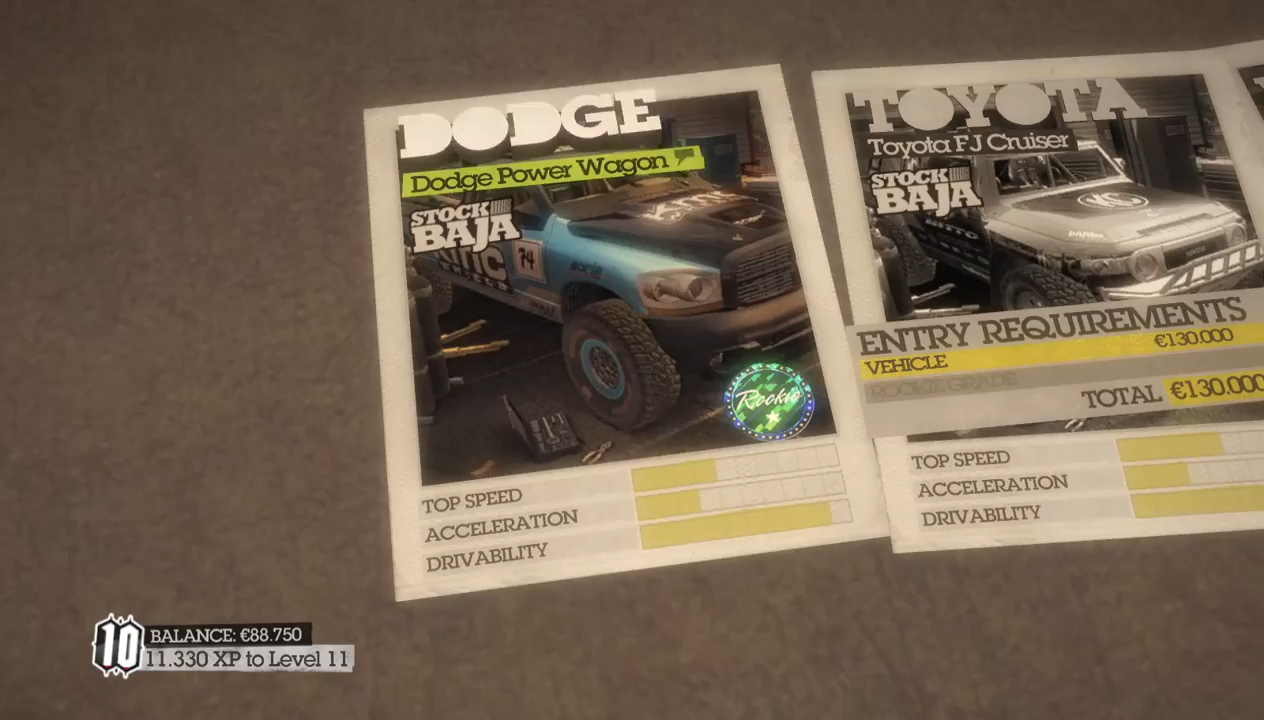 DODGE
Dodge Power Wagon
STOCK
BAJA
74
Rookie
TOP SPEED
ACCELERATION
DRIVABILITY
TOYOTA
Toyota FJ Cruiser
STOCK
BAJA
ENTRY REQUIREMENTS
VEHICLE €130.000
ROOKIE GRADE
TOTAL €130.000
TOP SPEED
ACCELERATION
DRIVABILITY
10
BALANCE: €88.750
11.330 XP to Level 11